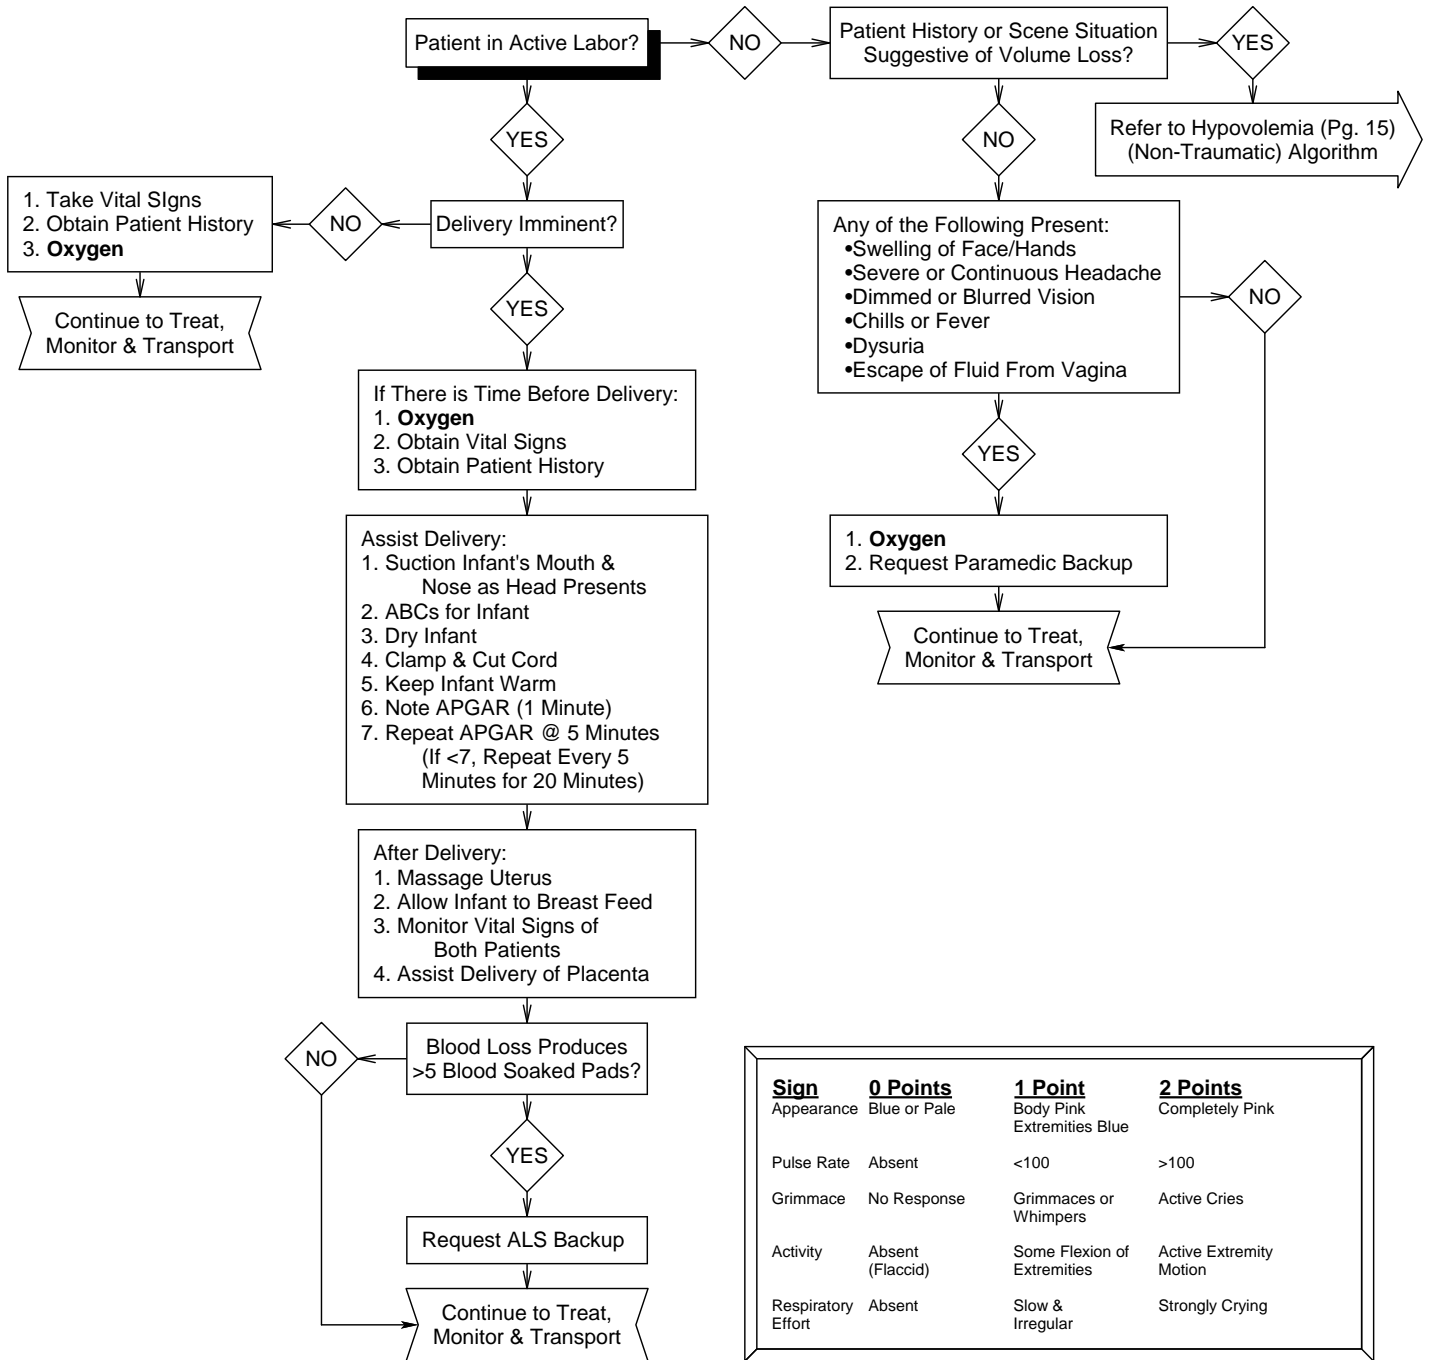 Patient in Active Labor?
NO
Patient History or Scene Situation
Suggestive of Volume Loss?
YES
Refer to Hypovolemia (Pg. 15)
(Non-Traumatic) Algorithm
YES
NO
Delivery Imminent?
NO
1. Take Vital SIgns
2. Obtain Patient History
3. Oxygen
Continue to Treat,
Monitor & Transport
YES
Any of the Following Present:
•Swelling of Face/Hands
•Severe or Continuous Headache
•Dimmed or Blurred Vision
•Chills or Fever
•Dysuria
•Escape of Fluid From Vagina
NO
YES
1. Oxygen
2. Request Paramedic Backup
Continue to Treat,
Monitor & Transport
If There is Time Before Delivery:
1. Oxygen
2. Obtain Vital Signs
3. Obtain Patient History
Assist Delivery:
1. Suction Infant's Mouth &
Nose as Head Presents
2. ABCs for Infant
3. Dry Infant
4. Clamp & Cut Cord
5. Keep Infant Warm
6. Note APGAR (1 Minute)
7. Repeat APGAR @ 5 Minutes
(If <7, Repeat Every 5
Minutes for 20 Minutes)
After Delivery:
1. Massage Uterus
2. Allow Infant to Breast Feed
3. Monitor Vital Signs of
Both Patients
4. Assist Delivery of Placenta
Blood Loss Produces
>5 Blood Soaked Pads?
NO
YES
Request ALS Backup
Continue to Treat,
Monitor & Transport
Sign 0 Points 1 Point 2 Points
Appearance Blue or Pale Body Pink Completely Pink
Extremities Blue
Pulse Rate Absent <100 >100
Grimmace No Response Grimmaces or Active Cries
Whimpers
Activity Absent Some Flexion of Active Extremity
(Flaccid) Extremities Motion
Respiratory Absent Slow & Strongly Crying
Effort Irregular